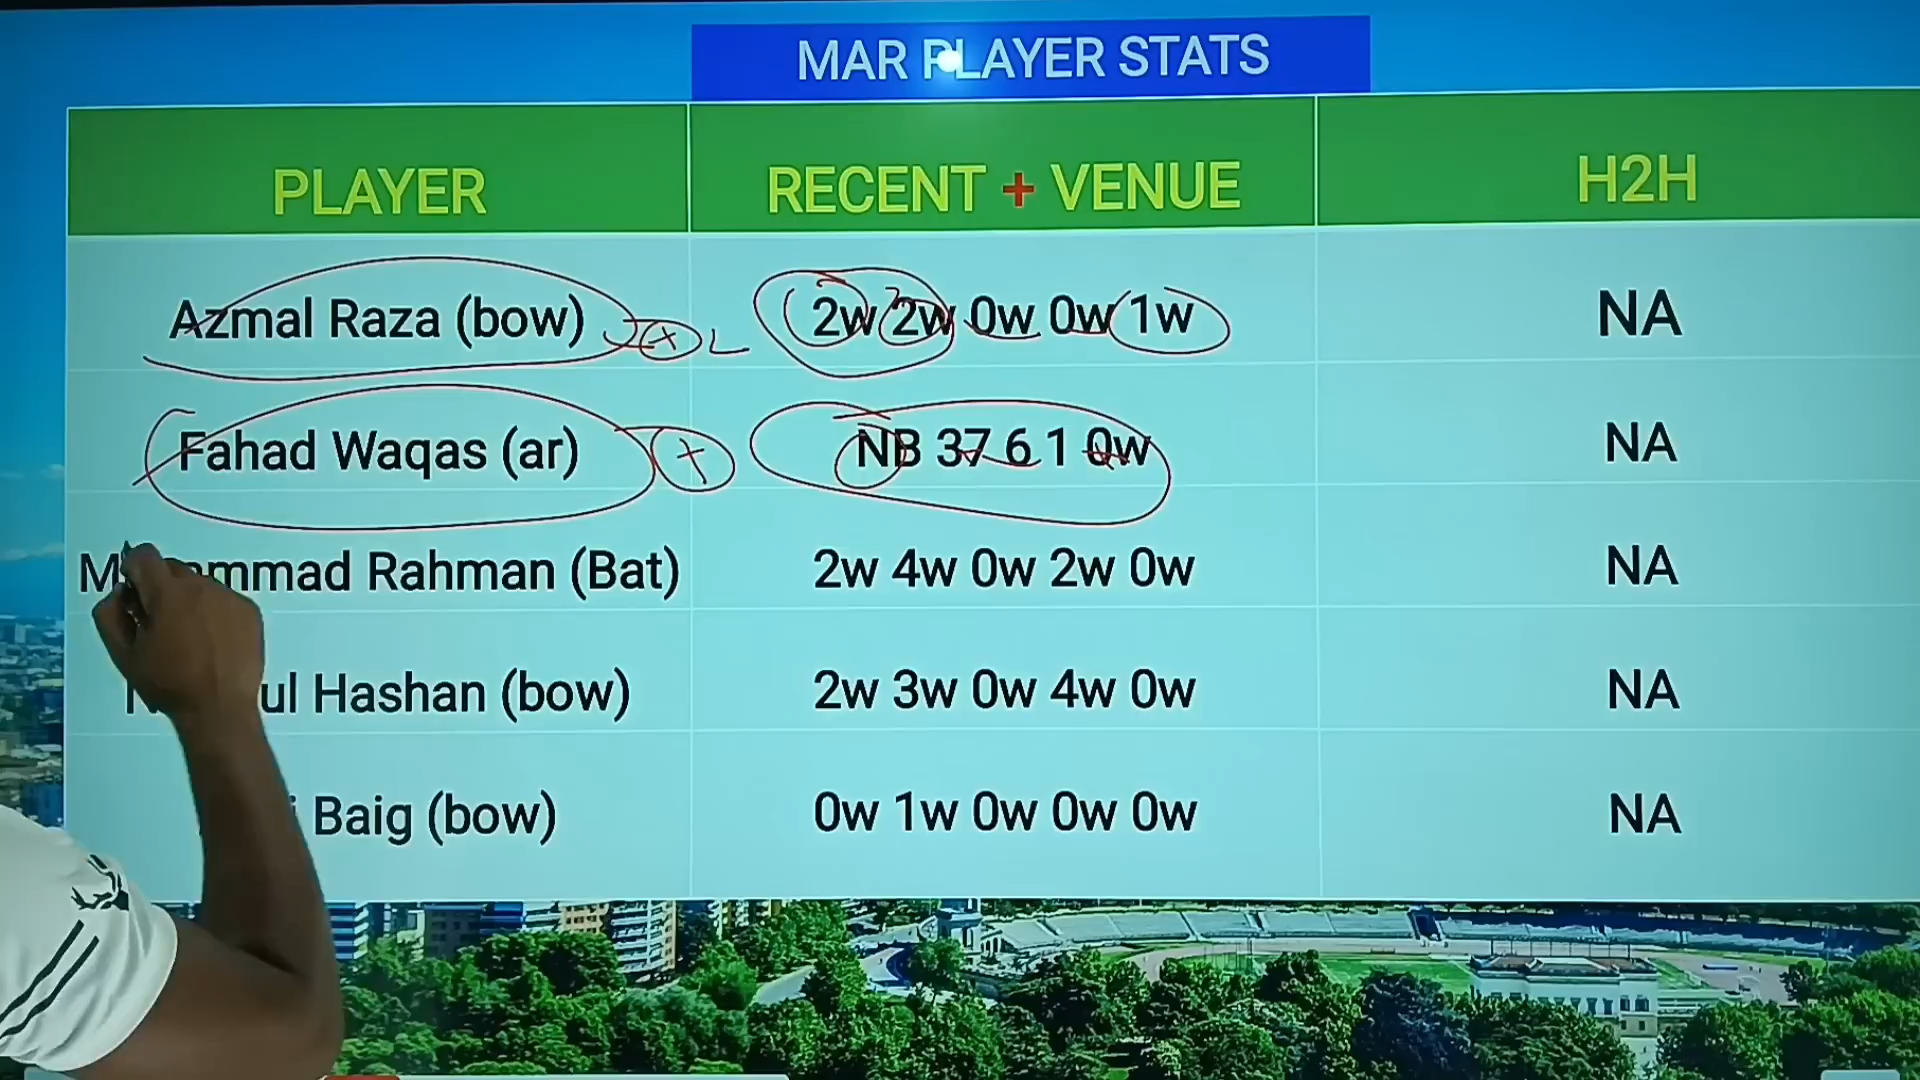 MAR PLAYER STATS
PLAYER RECENT + VENUE H2H
Azmal Raza (bow) 2w 2w 0w 0w 1w NA
Fahad Waqas (ar) NB 37 6 1 0w NA
Rahman (Bat) 2w 4w 0w 2w 0w NA
Hashan (bow) 2w 3w 0w 4w 0w NA
Baig (bow) 0w 1w 0w 0w 0w NA